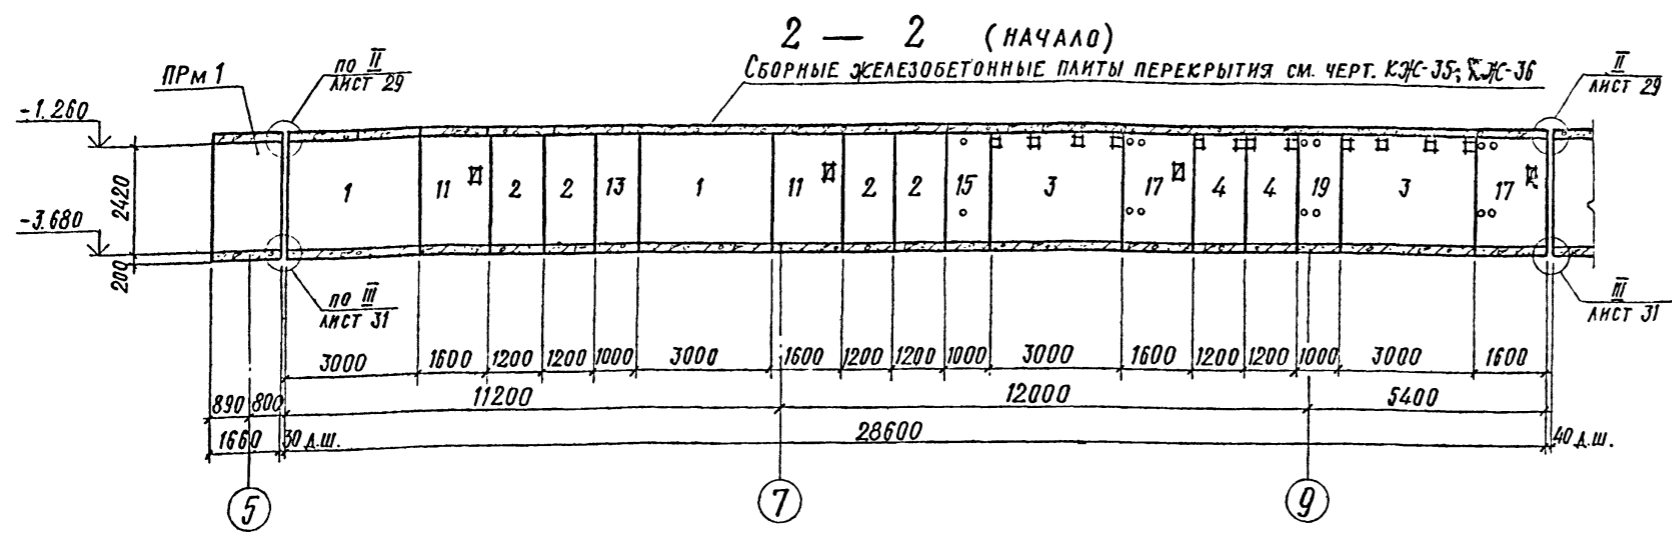 2 — 2 (НАЧАЛО)
СБОРНЫЕ ЖЕЛЕЗОБЕТОННЫЕ ПЛИТЫ ПЕРЕКРЫТИЯ СМ. ЧЕРТ. КЖ-35; КЖ-36
ПРм 1
по II
ЛИСТ 29
II
ЛИСТ 29
-1.260
-3.680
2420
200
1 11 2 2 13 1 11 2 2 15 3 17 4 4 19 3 17
по III
ЛИСТ 31
III
ЛИСТ 31
3000 1600 1200 1200 1000 3000 1600 1200 1200 1000 3000 1600 1200 1200 1000 3000 1600
890 800 11200 12000 5400
1660 30 д.ш. 28600 40 д.ш.
5 7 9